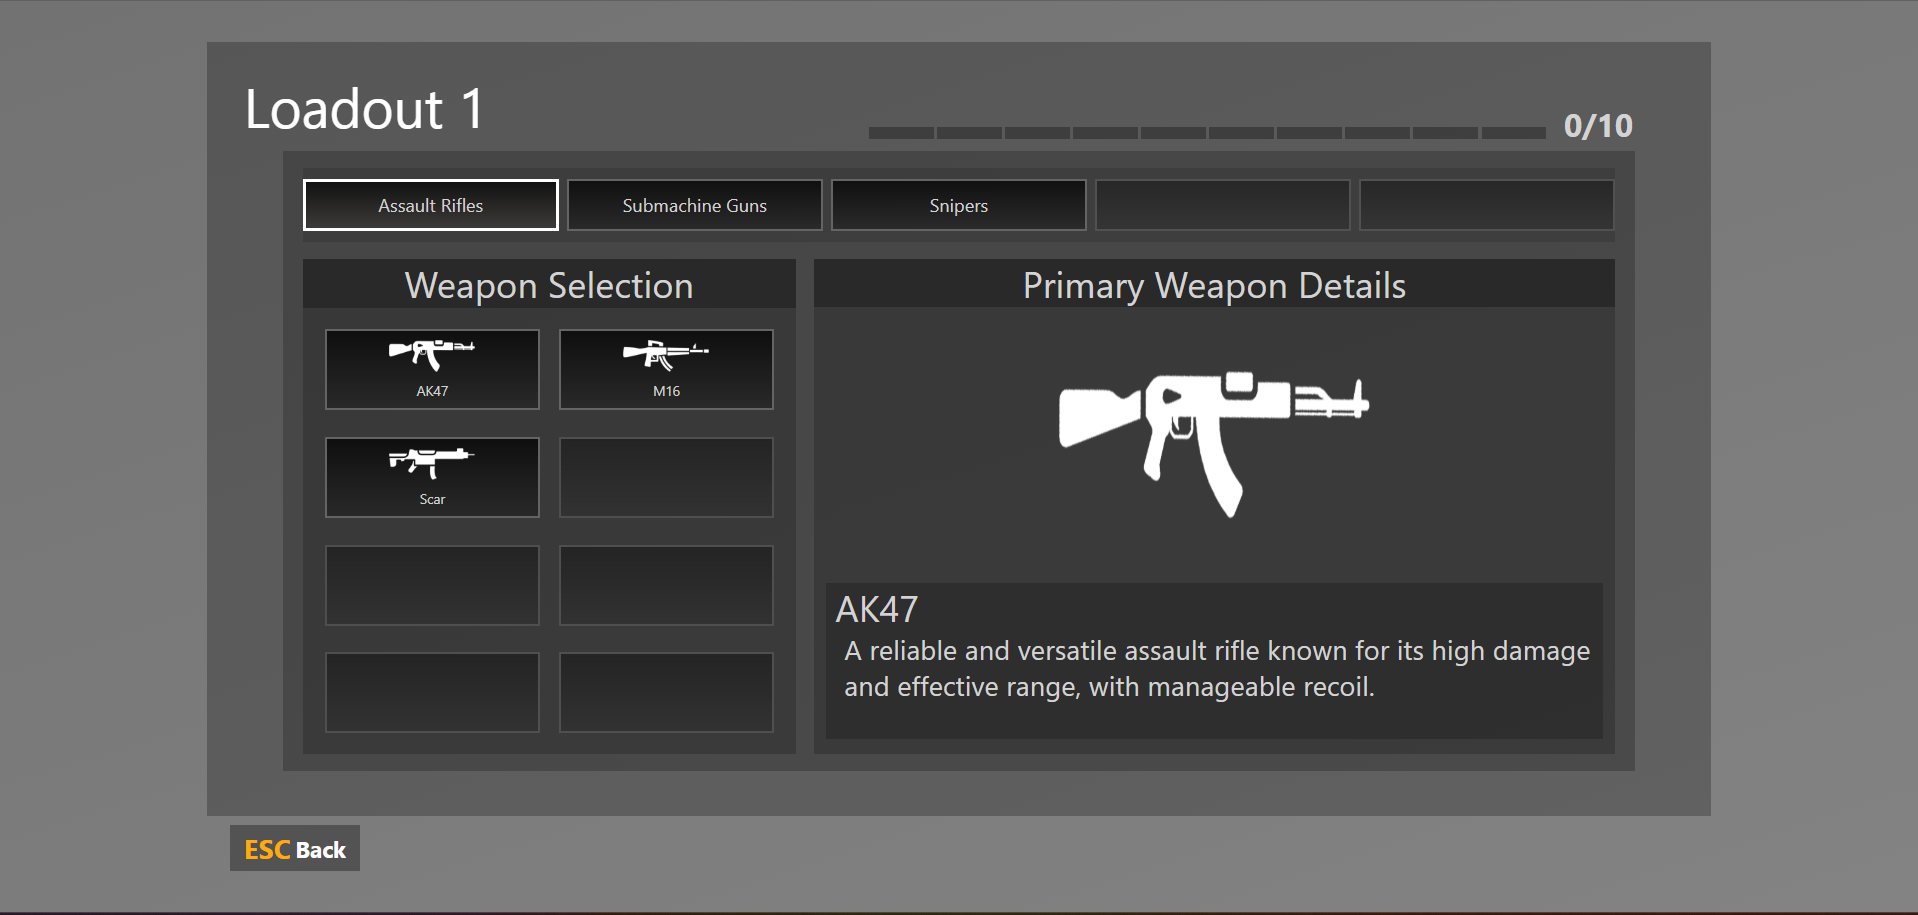 Loadout 1
0/10
Assault Rifles
Submachine Guns
Snipers
Weapon Selection
Primary Weapon Details
AK47
M16
Scar
AK47
A reliable and versatile assault rifle known for its high damage
and effective range, with manageable recoil.
ESC Back